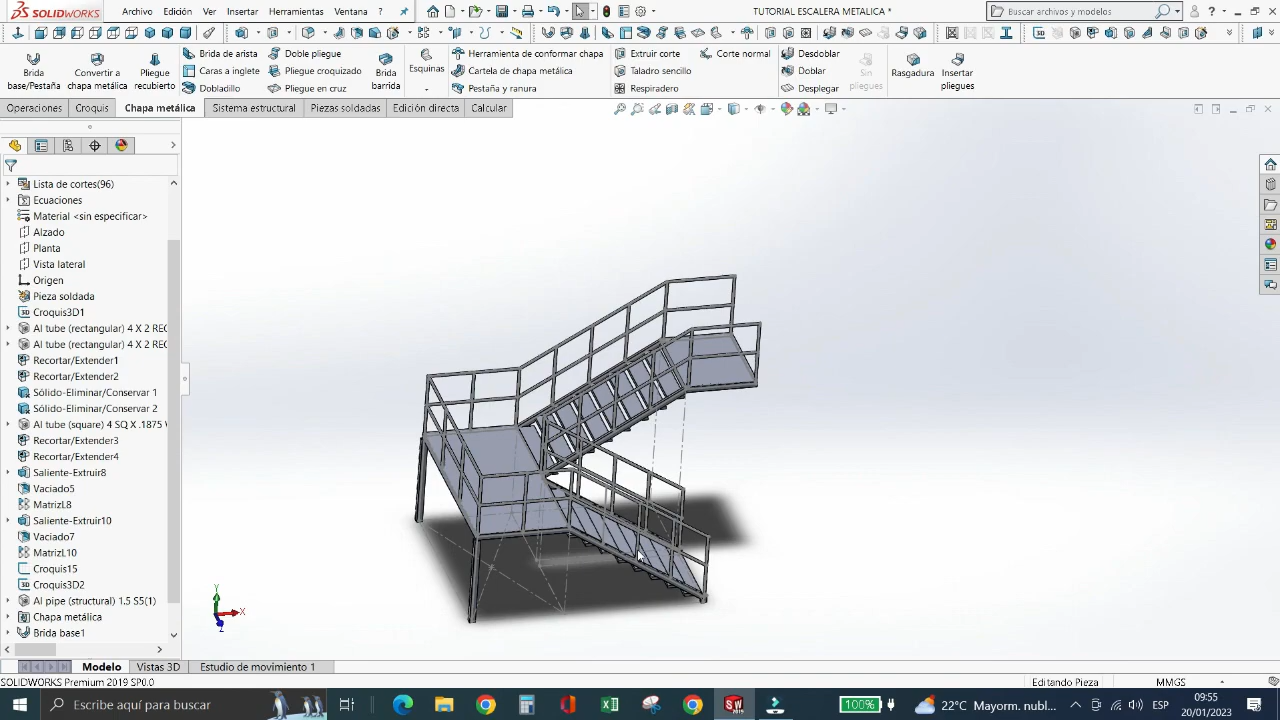 SOLIDWORKS
Archivo Edición Ver Insertar Herramientas Ventana ?
TUTORIAL ESCALERA METALICA *
Buscar archivos y modelos
Brida base/Pestaña
Convertir a chapa metálica
Pliegue recubier
Brida de arista
Caras a inglete
Dobladillo
Doble pliegue
Pliegue croquizado
Pliegue en cruz
Brida barrida
Esquinas
Herramienta de conformar chapa
Cartela de chapa metálica
Pestaña y ranura
Extruir corte
Taladro sencillo
Respiradero
Corte normal
Desdoblar
Doblar
Desplegar
Sin pliegues
Rasgadura
Insertar pliegues
Operaciones Croquis Chapa metálica Sistema estructural Piezas soldadas Edición directa Calcular
Lista de cortes(96)
Ecuaciones
Material <sin especificar>
Alzado
Planta
Vista lateral
Origen
Pieza soldada
Croquis3D1
Al tube (rectangular) 4 X 2 REC
Al tube (rectangular) 4 X 2 REC
Recortar/Extender1
Recortar/Extender2
Sólido-Eliminar/Conservar 1
Sólido-Eliminar/Conservar 2
Al tube (square) 4 SQ X .1875 W
Recortar/Extender3
Recortar/Extender4
Saliente-Extruir8
Vaciado5
MatrizL8
Saliente-Extruir10
Vaciado7
MatrizL10
Croquis15
Croquis3D2
Al pipe (structural) 1.5 S5(1)
Chapa metálica
Brida base1
Y
X
Z
Modelo Vistas 3D Estudio de movimiento 1
SOLIDWORKS Premium 2019 SP0.0
Editando Pieza
MMGS
Escribe aquí para buscar
100%
22°C Mayorm. nubl...
ESP
09:55
20/01/2023